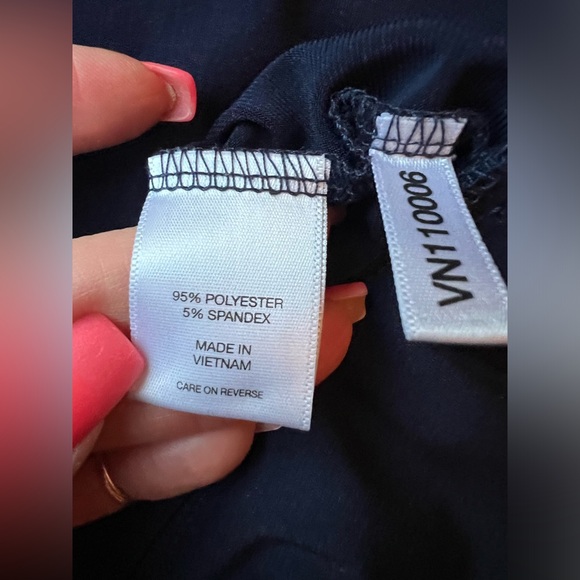 95% POLYESTER
5% SPANDEX
MADE IN
VIETNAM
CARE ON REVERSE
VN110006